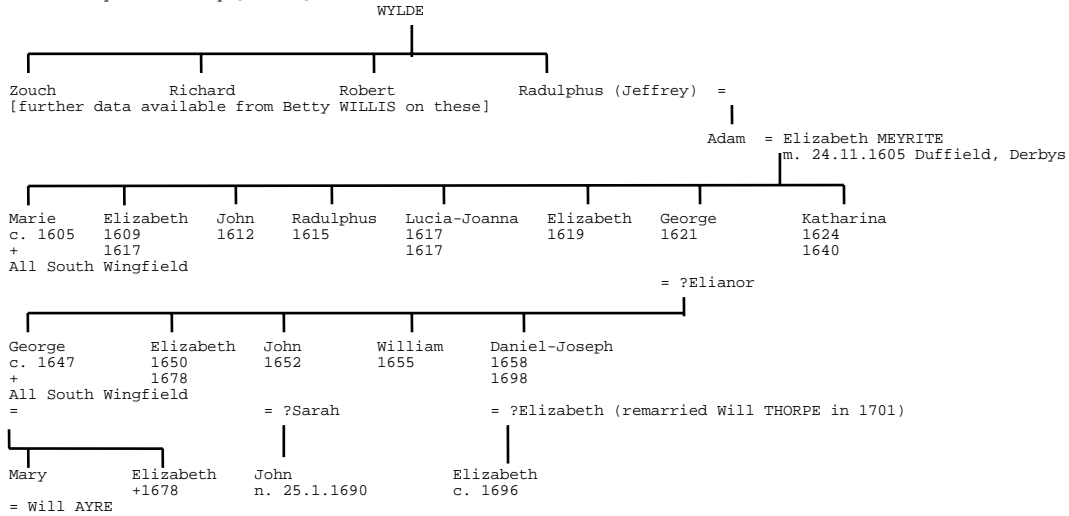 WYLDE
Zouch Richard Robert Radulphus (Jeffrey) =
[further data available from Betty WILLIS on these]
Adam = Elizabeth MEYRITE
m. 24.11.1605 Duffield, Derbys
Marie Elizabeth John Radulphus Lucia-Joanna Elizabeth George Katharina
c. 1605 1609 1612 1615 1617 1619 1621 1624
+ 1617 1617 1640
All South Wingfield
= ?Elianor
George Elizabeth John William Daniel-Joseph
c. 1647 1650 1652 1655 1658
+ 1678 1698
All South Wingfield
= = ?Sarah = ?Elizabeth (remarried Will THORPE in 1701)
Mary Elizabeth John Elizabeth
+1678 n. 25.1.1690 c. 1696
= Will AYRE